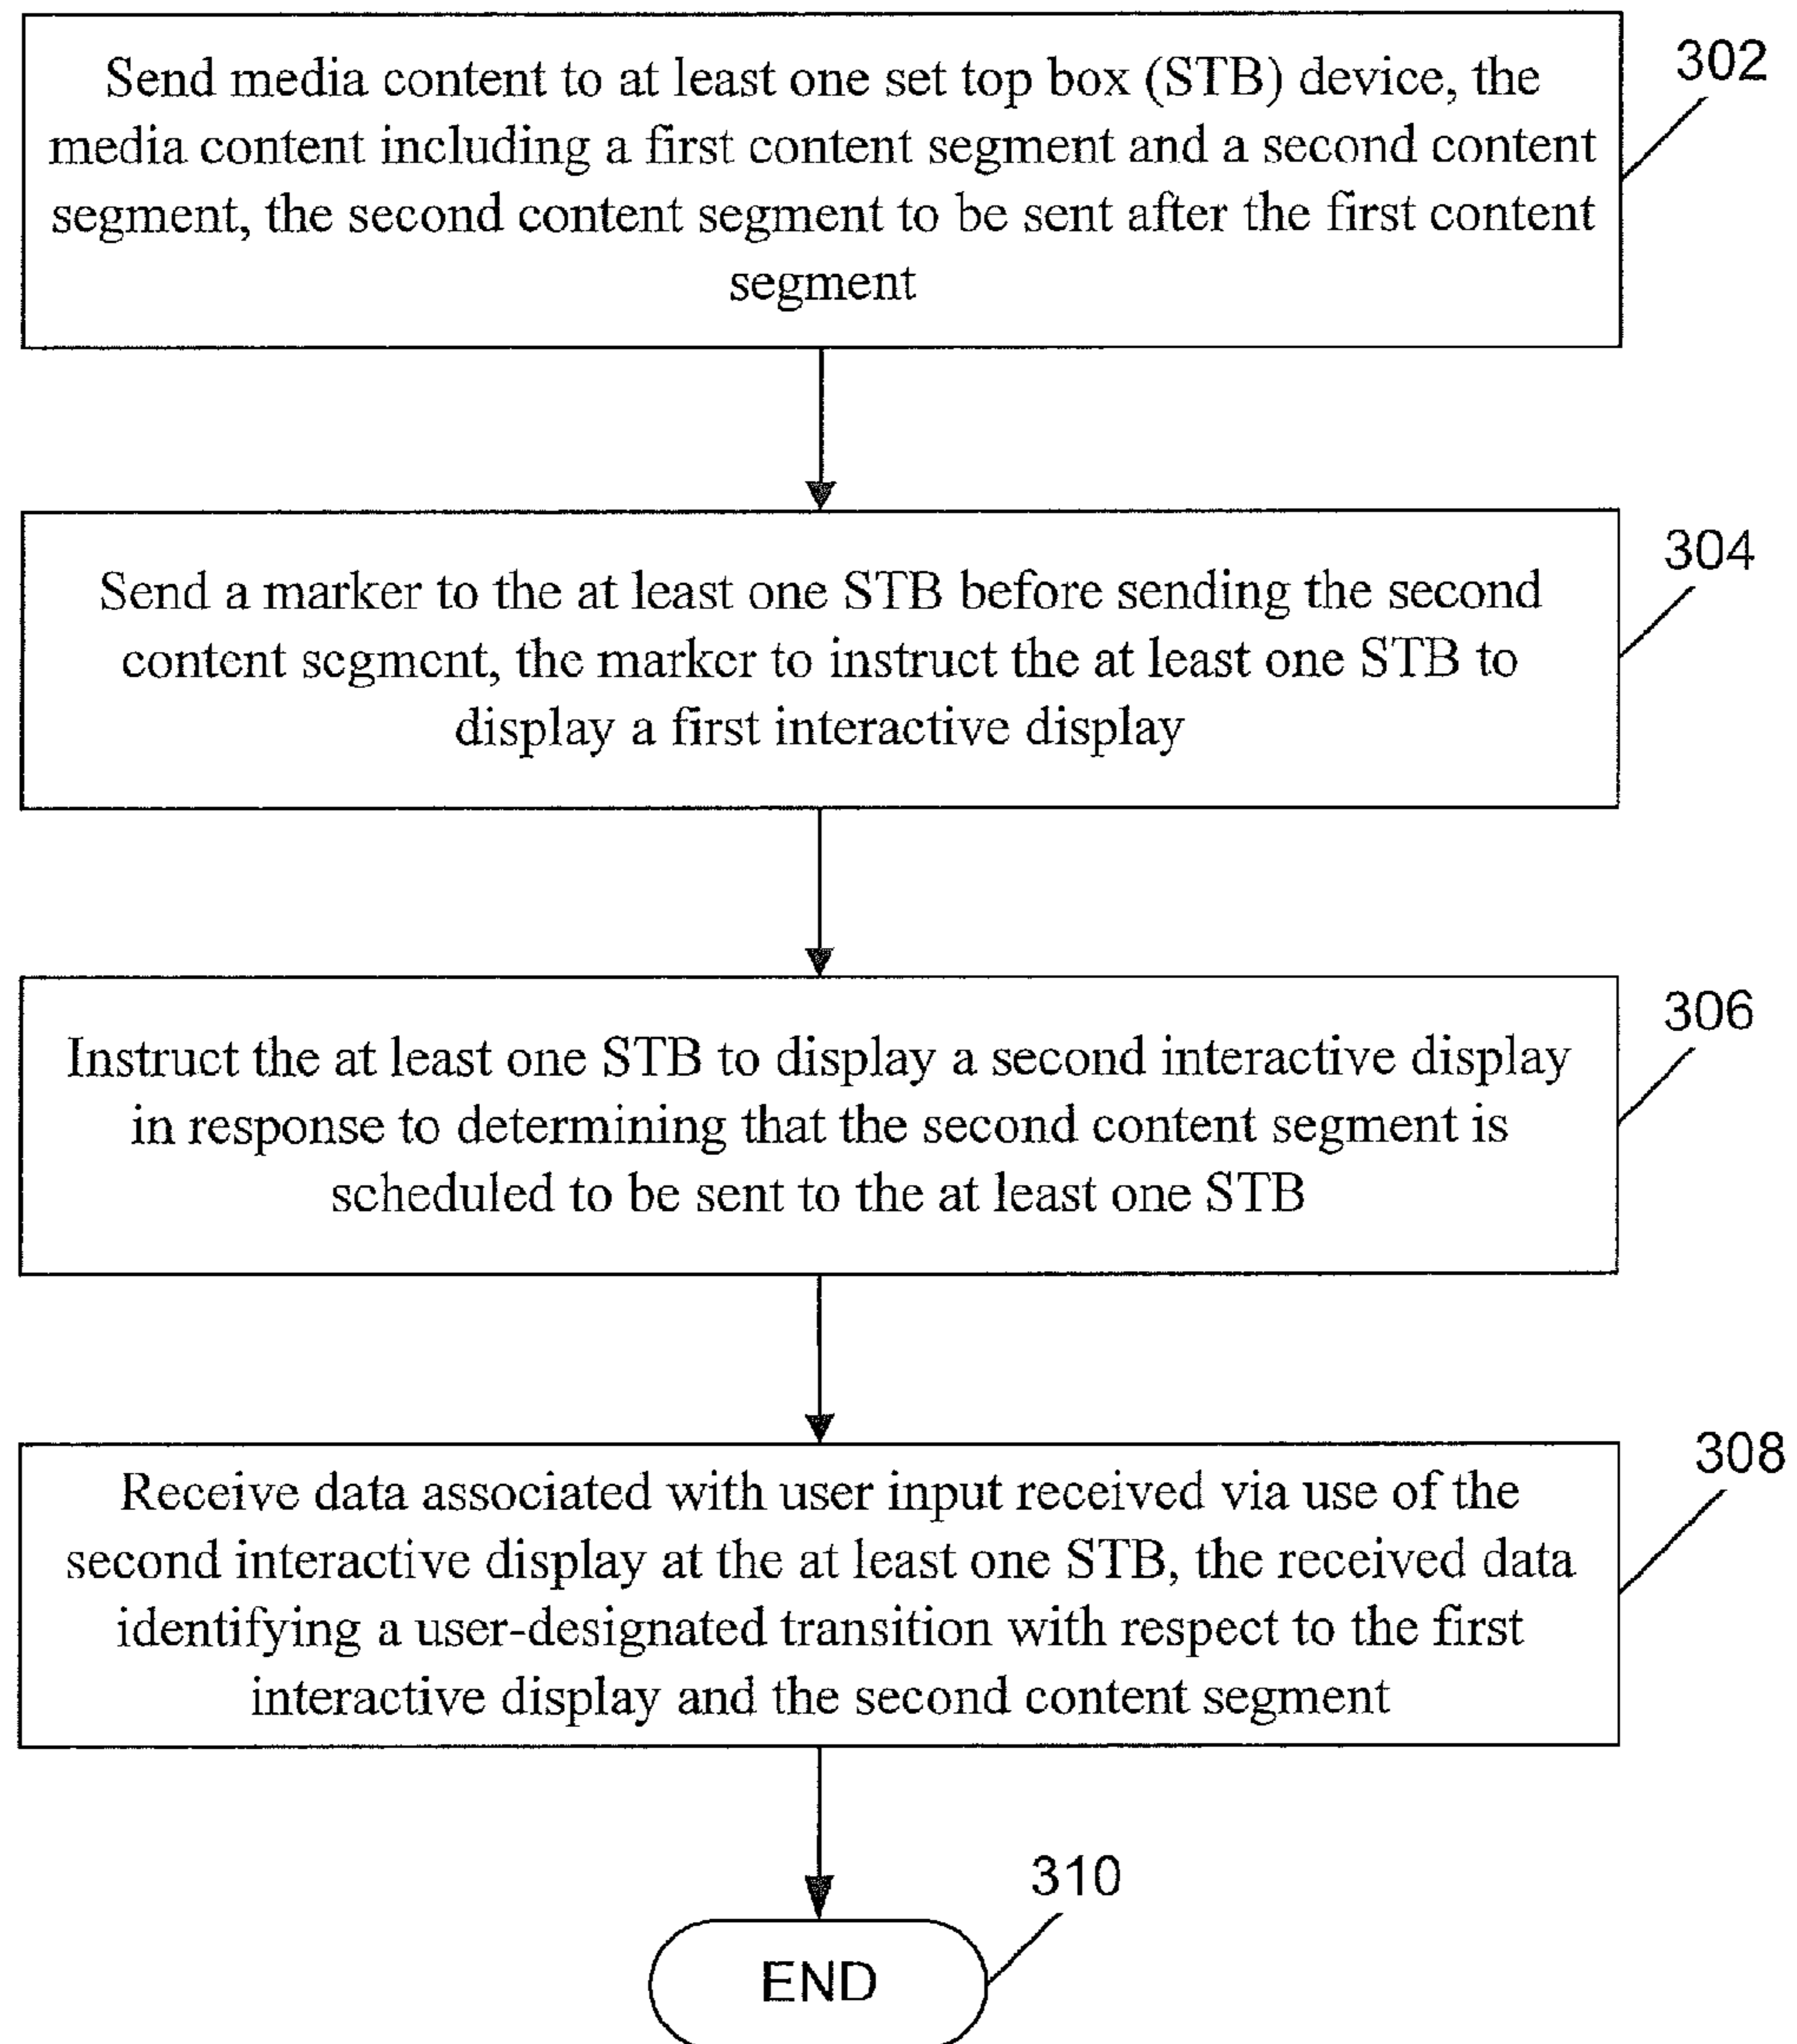 Send media content to at least one set top box (STB) device, the
media content including a first content segment and a second content
segment, the second content segment to be sent after the first content
segment
302
Send a marker to the at least one STB before sending the second
content segment, the marker to instruct the at least one STB to
display a first interactive display
304
Instruct the at least one STB to display a second interactive display
in response to determining that the second content segment is
scheduled to be sent to the at least one STB
306
Receive data associated with user input received via use of the
second interactive display at the at least one STB, the received data
identifying a user-designated transition with respect to the first
interactive display and the second content segment
308
END
310